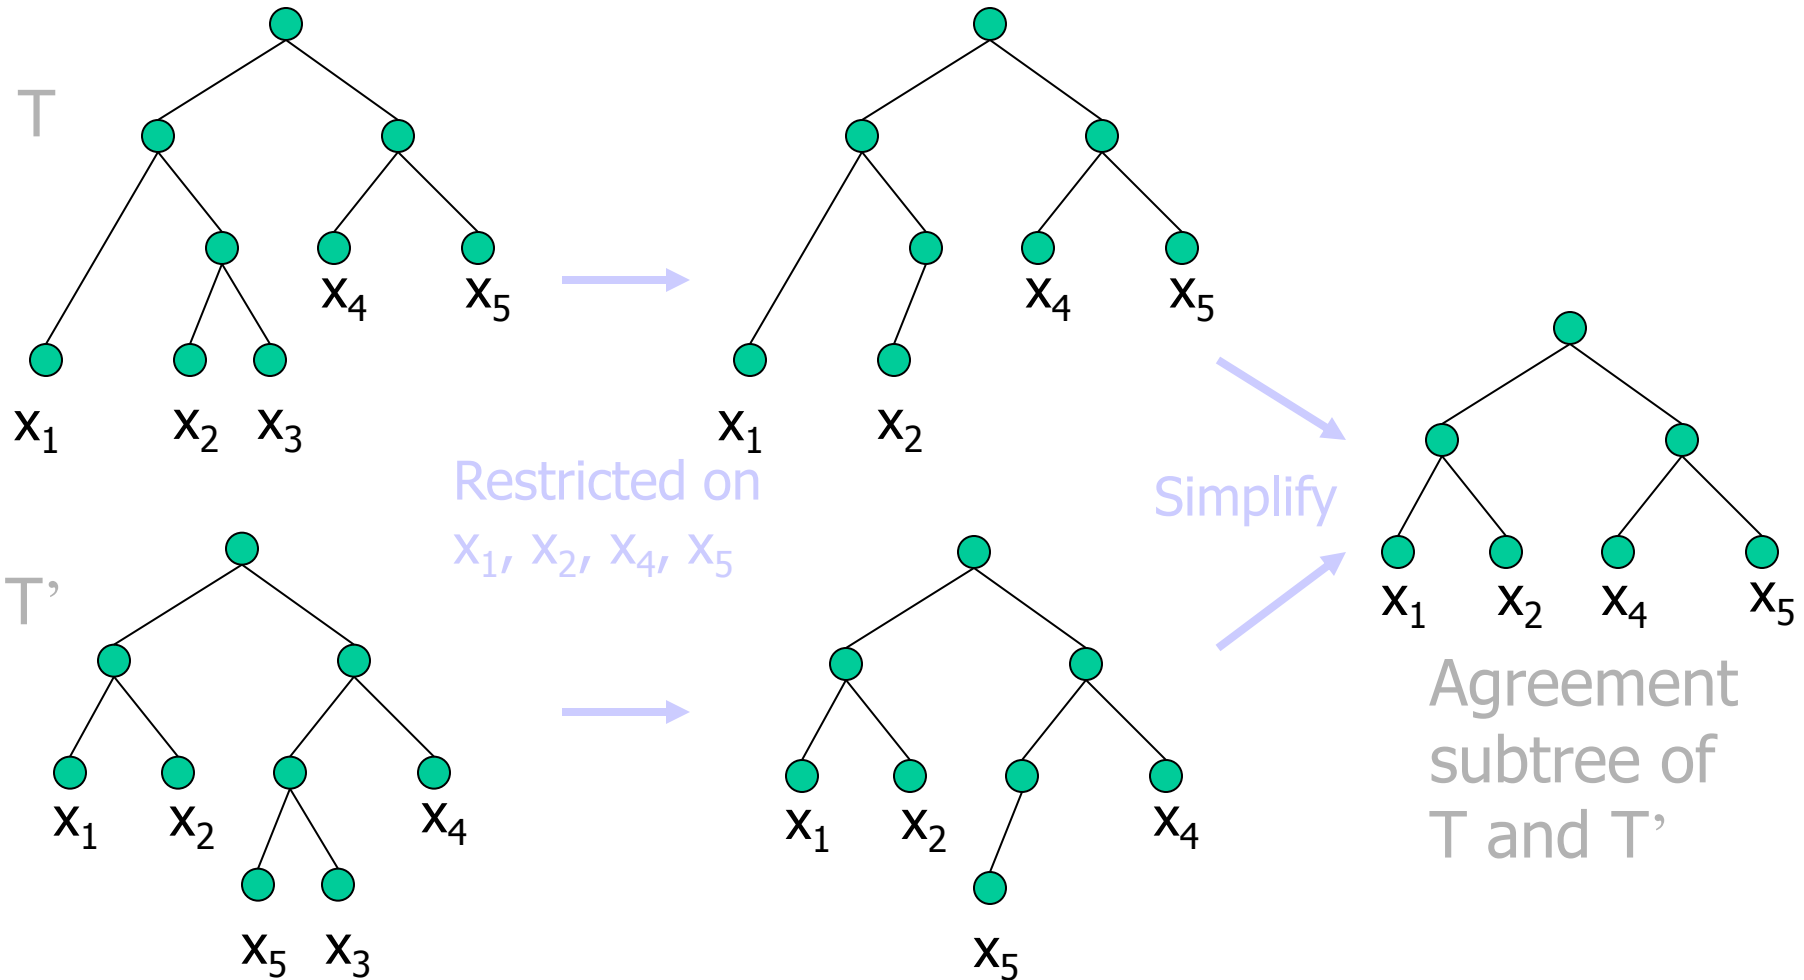 T
x₄ x₅
x₁ x₂ x₃
x₄ x₅
x₁ x₂
Restricted on
x₁, x₂, x₄, x₅
Simplify
T’
x₁ x₂ x₄
x₅ x₃
x₁ x₂ x₄
x₅
x₁ x₂ x₄ x₅
Agreement
subtree of
T and T’